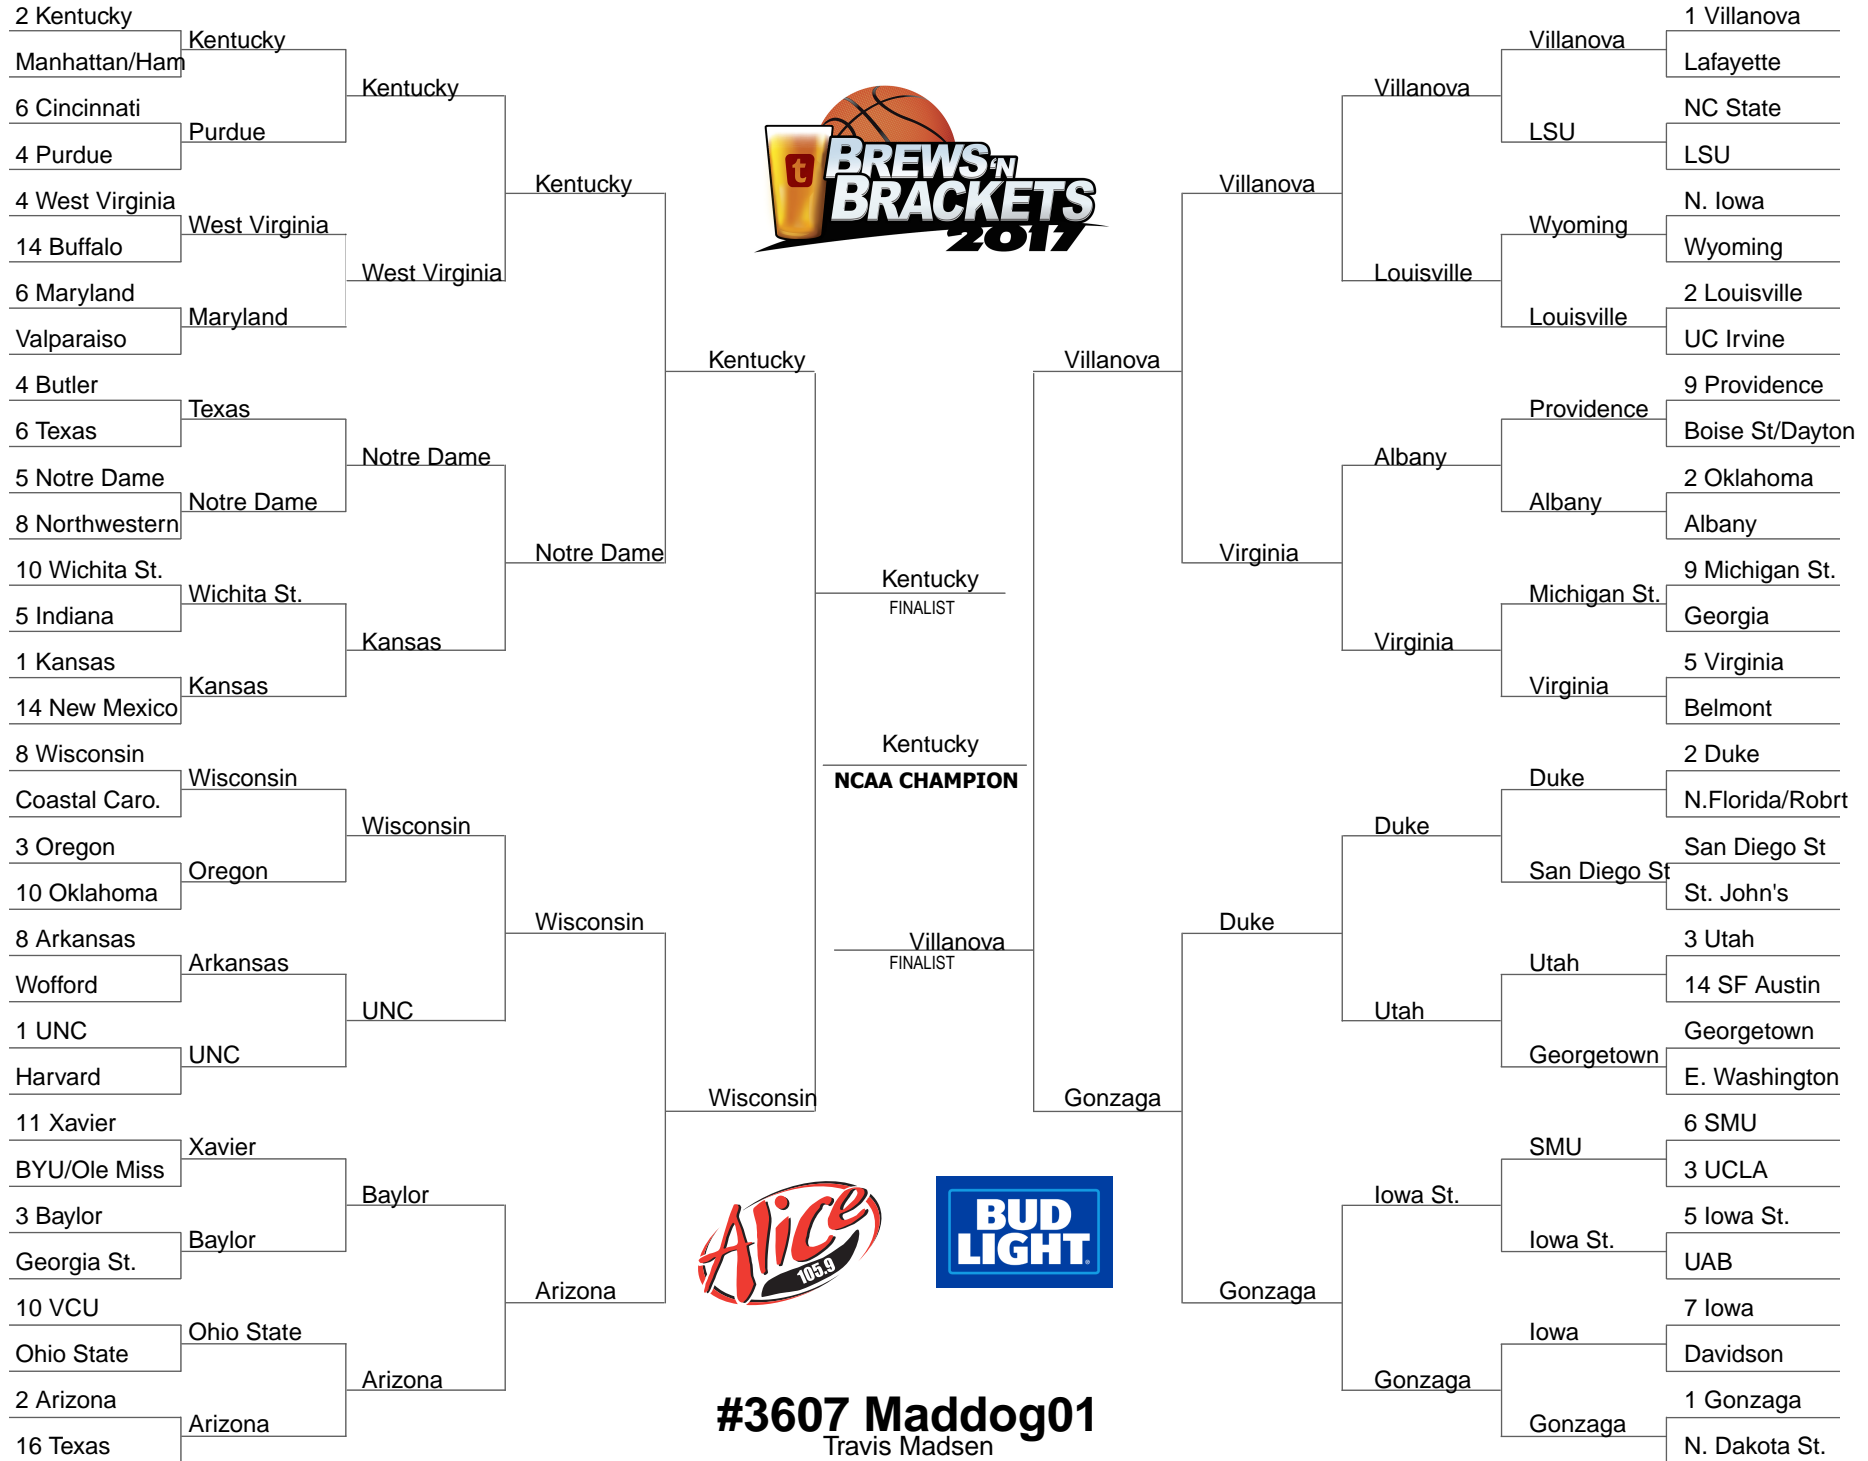 2 Kentucky
Manhattan/Ham
6 Cincinnati
4 Purdue
4 West Virginia
14 Buffalo
6 Maryland
Valparaiso
4 Butler
6 Texas
5 Notre Dame
8 Northwestern
10 Wichita St.
5 Indiana
1 Kansas
14 New Mexico
8 Wisconsin
Coastal Caro.
3 Oregon
10 Oklahoma
8 Arkansas
Wofford
1 UNC
Harvard
11 Xavier
BYU/Ole Miss
3 Baylor
Georgia St.
10 VCU
Ohio State
2 Arizona
16 Texas
Kentucky
Purdue
West Virginia
Maryland
Texas
Notre Dame
Wichita St.
Kansas
Wisconsin
Oregon
Arkansas
UNC
Xavier
Baylor
Ohio State
Arizona
Kentucky
West Virginia
Notre Dame
Kansas
Wisconsin
UNC
Baylor
Arizona
Kentucky
Notre Dame
Wisconsin
Arizona
Kentucky
Wisconsin
t
BREWS 'N
BRACKETS
2017
Kentucky
FINALIST
Kentucky
NCAA CHAMPION
Villanova
FINALIST
Alice
105.9
BUD
LIGHT
#3607 Maddog01
Travis Madsen
Villanova
Gonzaga
Villanova
Virginia
Duke
Gonzaga
Villanova
Louisville
Albany
Virginia
Duke
Utah
Iowa St.
Gonzaga
Villanova
LSU
Wyoming
Louisville
Providence
Albany
Michigan St.
Virginia
Duke
San Diego St
Utah
Georgetown
SMU
Iowa St.
Iowa
Gonzaga
1 Villanova
Lafayette
NC State
LSU
N. Iowa
Wyoming
2 Louisville
UC Irvine
9 Providence
Boise St/Dayton
2 Oklahoma
Albany
9 Michigan St.
Georgia
5 Virginia
Belmont
2 Duke
N.Florida/Robrt
San Diego St
St. John's
3 Utah
14 SF Austin
Georgetown
E. Washington
6 SMU
3 UCLA
5 Iowa St.
UAB
7 Iowa
Davidson
1 Gonzaga
N. Dakota St.